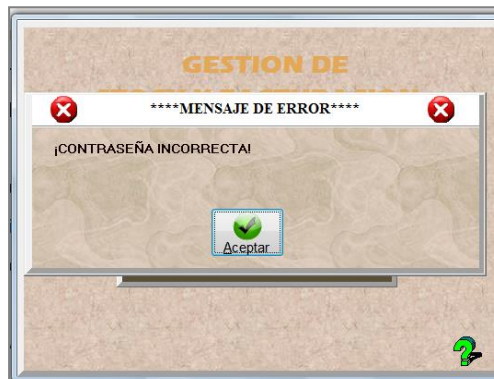 GESTION DE
****MENSAJE DE ERROR****
¡CONTRASEÑA INCORRECTA!
Aceptar